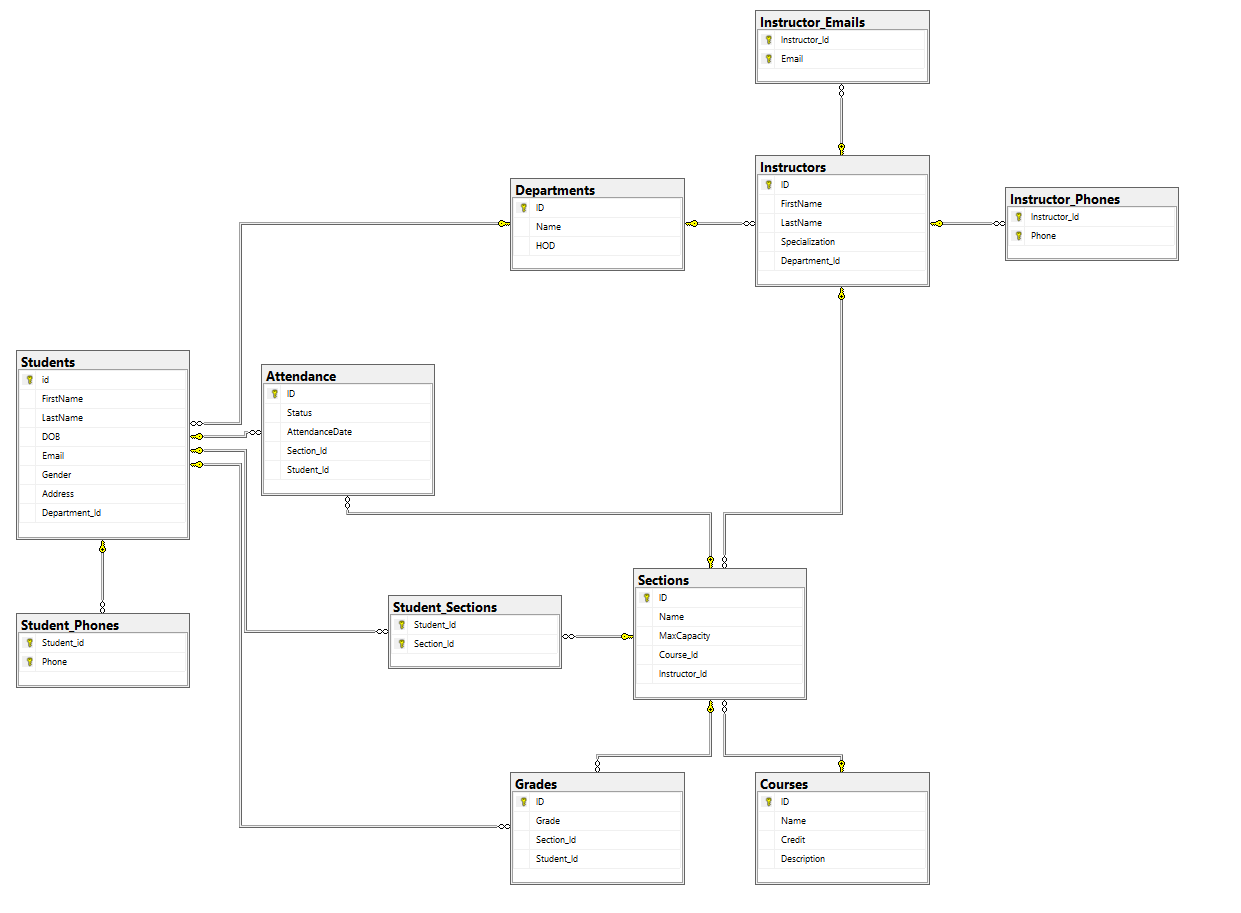 Instructor_Emails
Instructor_Id
Email
Instructors
ID
FirstName
LastName
Specialization
Department_Id
Departments
ID
Name
HOD
Instructor_Phones
Instructor_Id
Phone
Students
id
FirstName
LastName
DOB
Email
Gender
Address
Department_Id
Attendance
ID
Status
AttendanceDate
Section_Id
Student_Id
Sections
ID
Name
MaxCapacity
Course_Id
Instructor_Id
Student_Sections
Student_Id
Section_Id
Student_Phones
Student_id
Phone
Grades
ID
Grade
Section_Id
Student_Id
Courses
ID
Name
Credit
Description